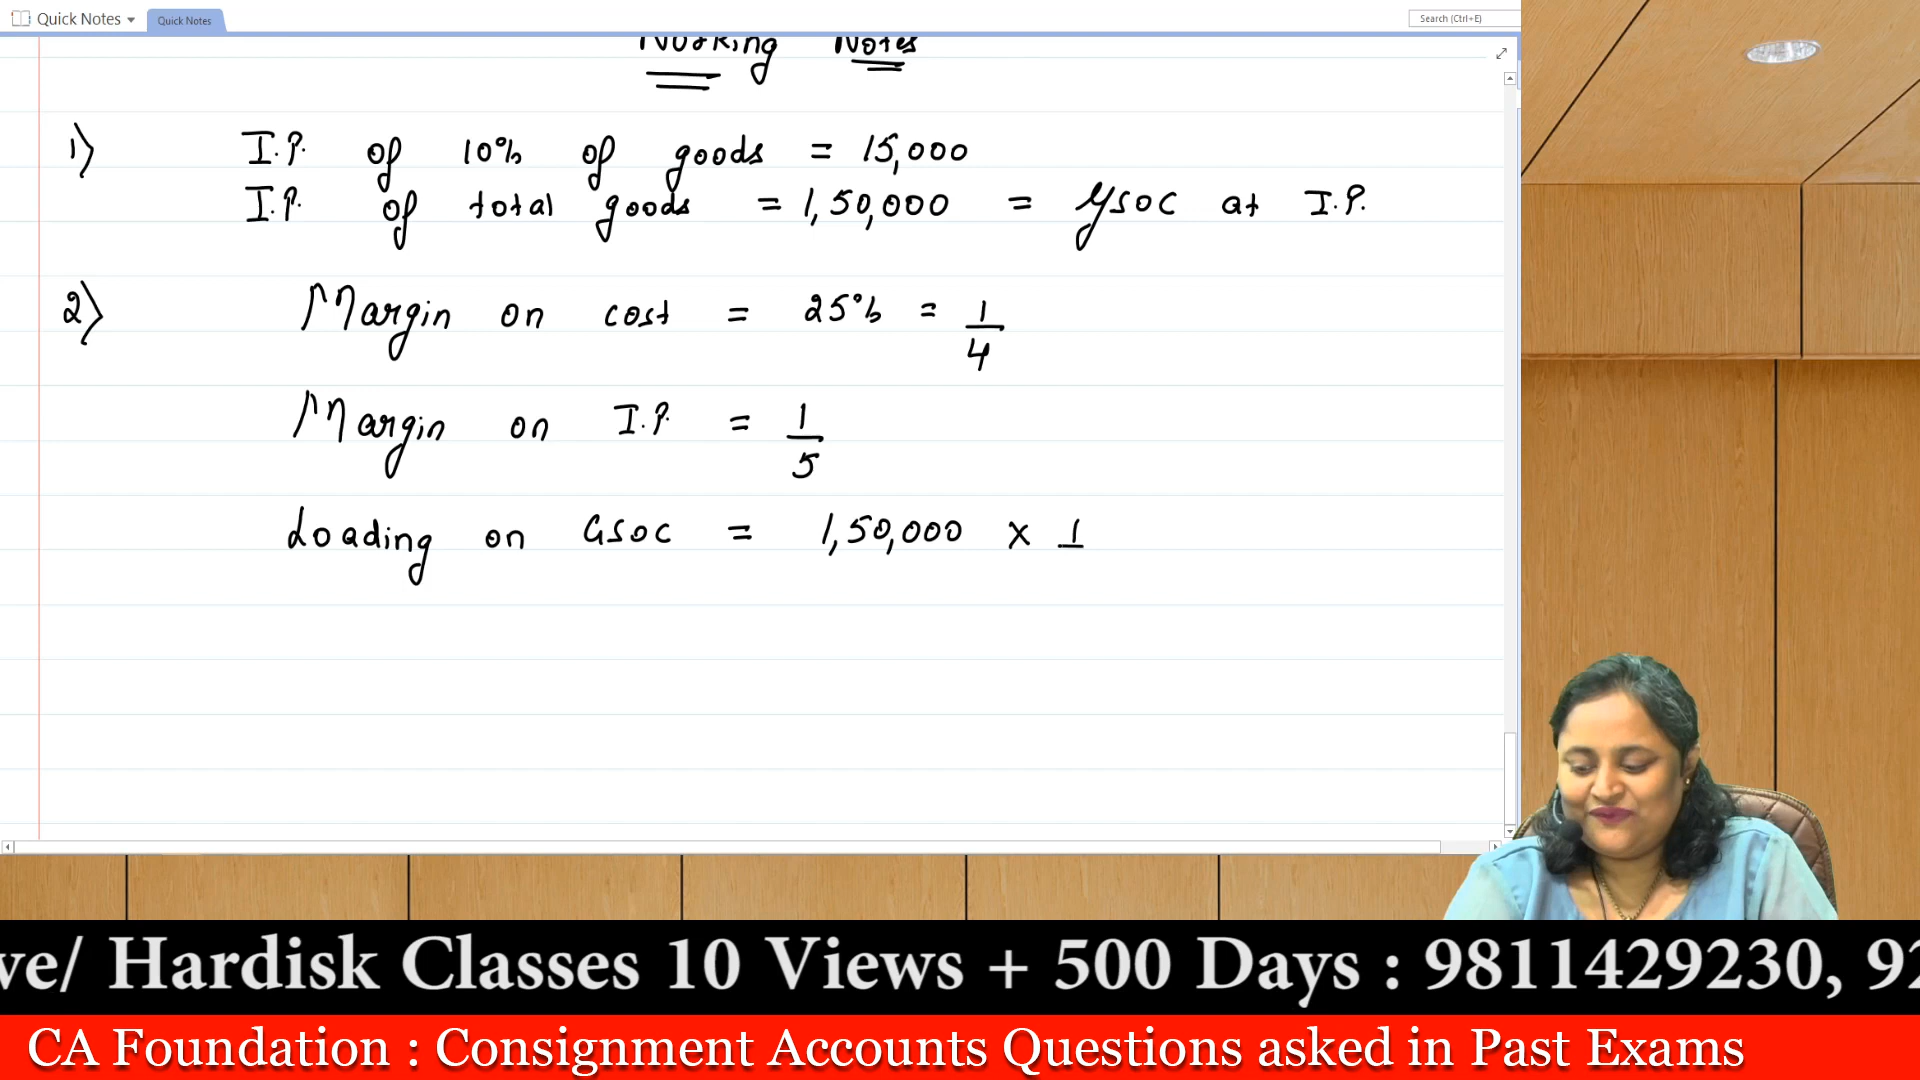 Quick Notes
Quick Notes
Search (Ctrl+E)
Working Notes
1) I.P. of 10% of goods = 15,000
I.P. of total goods = 1,50,000 = GSOC at I.P.
2) Margin on cost = 25% = 1/4
Margin on I.P. = 1/5
Loading on GSOC = 1,50,000 × 1
ve/ Hardisk Classes 10 Views + 500 Days : 9811429230, 92
CA Foundation : Consignment Accounts Questions asked in Past Exams